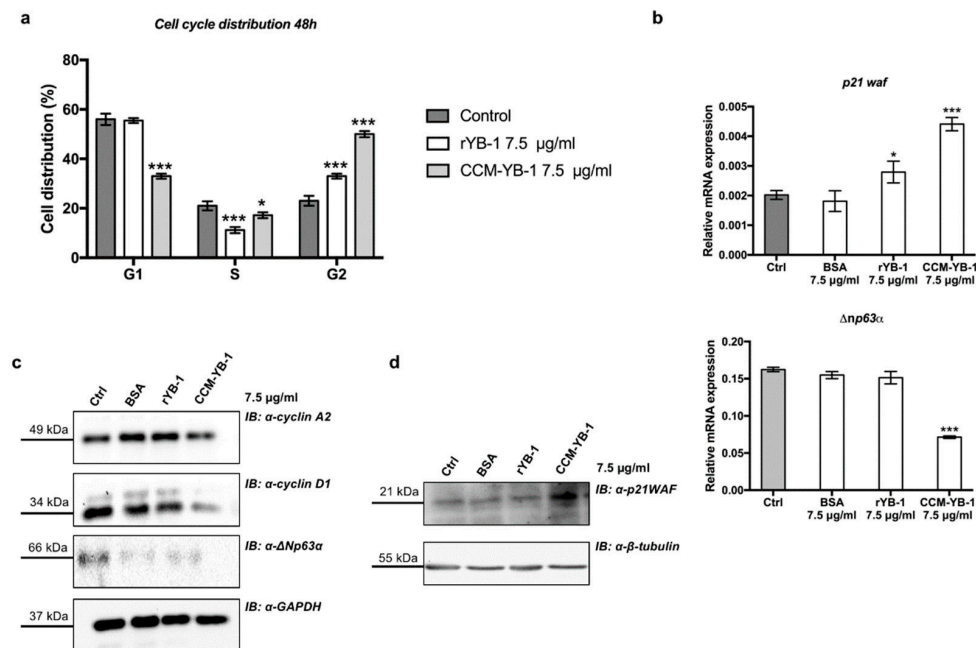 a
Cell cycle distribution 48h
Cell distribution (%)
60
40
20
0
***
***
*
***
***
G1
S
G2
Control
rYB-1 7.5 µg/ml
CCM-YB-1 7.5 µg/ml
b
p21 waf
Relative mRNA expression
0.005
0.004
0.003
0.002
0.001
0.000
*
***
Ctrl
BSA
7.5 µg/ml
rYB-1
7.5 µg/ml
CCM-YB-1
7.5 µg/ml
Δnp63α
Relative mRNA expression
0.20
0.15
0.10
0.05
0.00
***
Ctrl
BSA
7.5 µg/ml
rYB-1
7.5 µg/ml
CCM-YB-1
7.5 µg/ml
c
Ctrl
BSA
rYB-1
CCM-YB-1
7.5 µg/ml
49 kDa
IB: α-cyclin A2
34 kDa
IB: α-cyclin D1
66 kDa
IB: α-ΔNp63α
37 kDa
IB: α-GAPDH
d
Ctrl
BSA
rYB-1
CCM-YB-1
7.5 µg/ml
21 kDa
IB: α-p21WAF
55 kDa
IB: α-β-tubulin